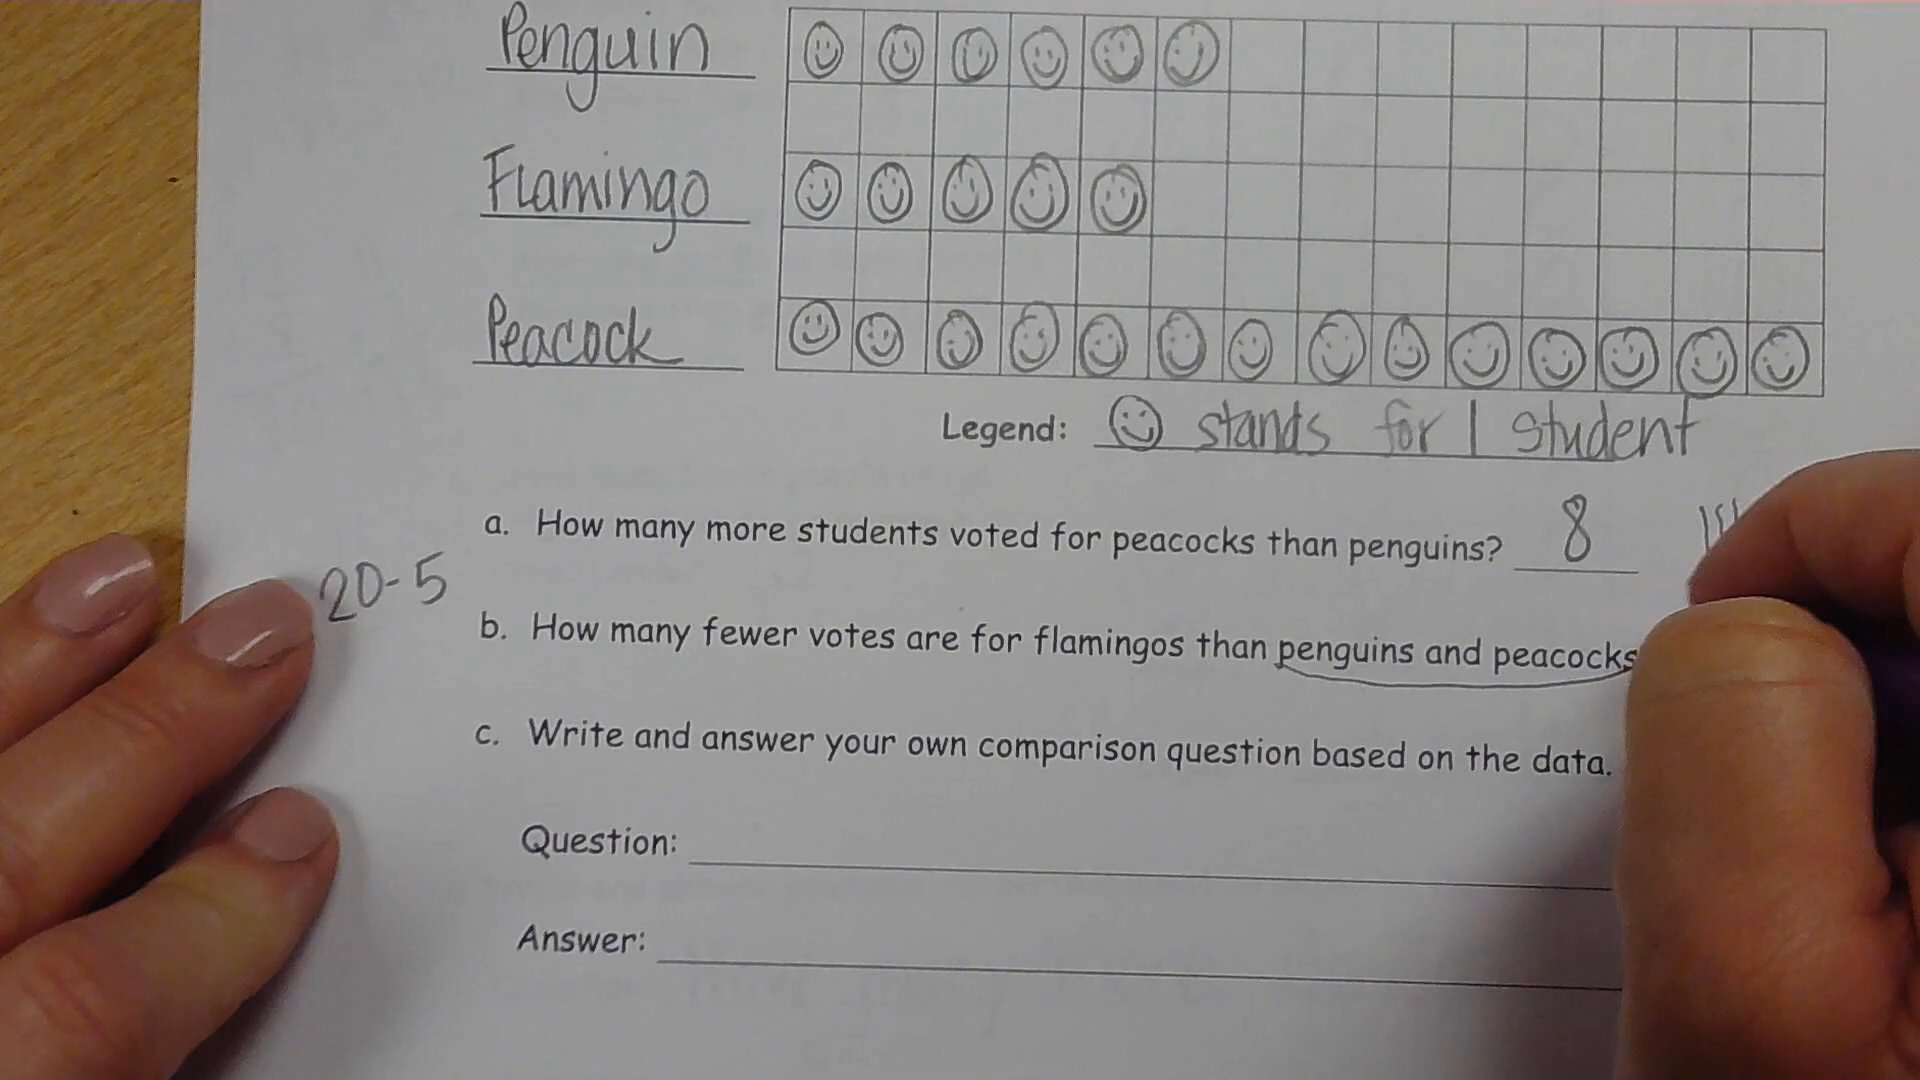 Penguin
Flamingo
Peacock
Legend: stands for 1 student
a. How many more students voted for peacocks than penguins? 8
20-5
b. How many fewer votes are for flamingos than penguins and peacocks
c. Write and answer your own comparison question based on the data.
Question:
Answer: